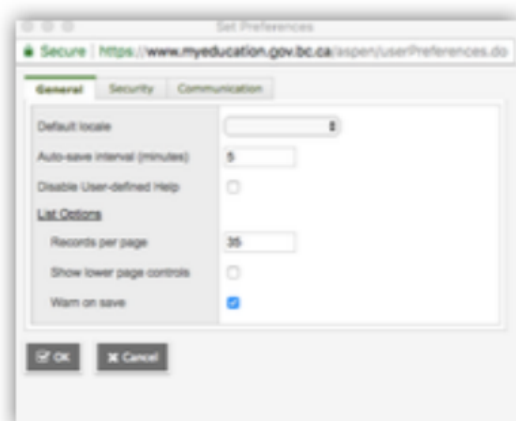 Set Preferences
Secure | https://www.myeducation.gov.bc.ca/aspen/userPreferences.do
General Security Communication
Default locale
Auto-save interval (minutes) 5
Disable User-defined Help
List Options
Records per page 35
Show lower page controls
Warn on save
OK Cancel